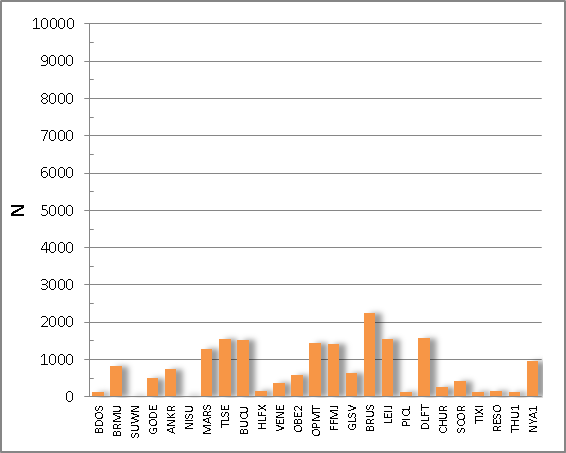 10000
9000
8000
7000
6000
5000
4000
3000
2000
1000
0
N
BDOS
BRMU
SUWN
GODE
ANKR
NISU
MARS
TLSE
BUCU
HLFX
VENE
OBE2
OPMT
FFMJ
GLSV
BRUS
LEIJ
PICL
DLFT
CHUR
SCOR
TIXI
RESO
THU1
NYA1